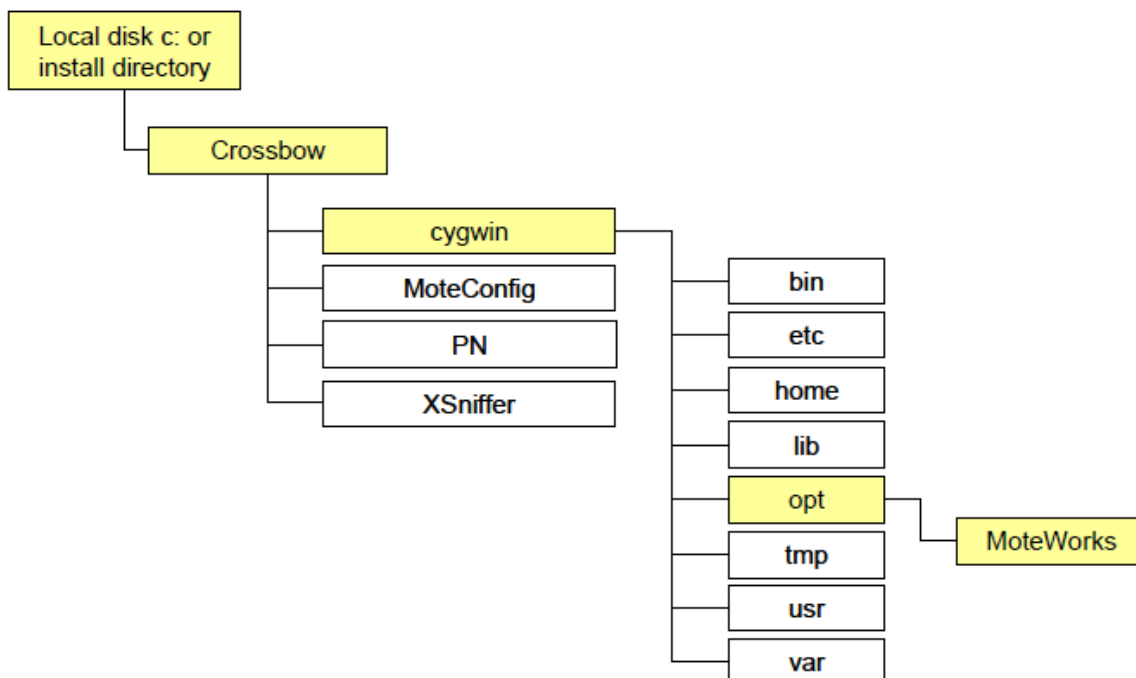 Local disk c: or
install directory
Crossbow
cygwin
MoteConfig
PN
XSniffer
bin
etc
home
lib
opt
tmp
usr
var
MoteWorks